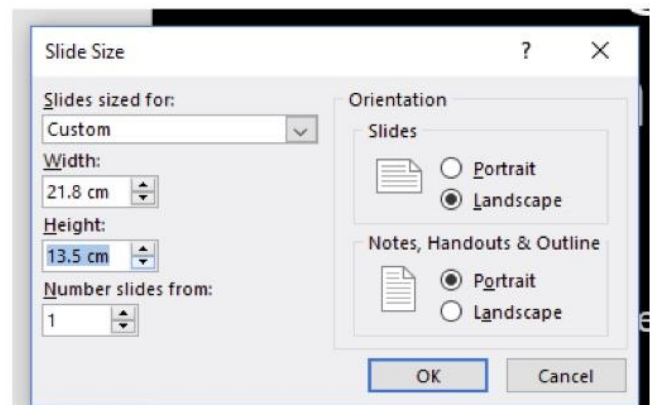 Slide Size
Slides sized for:
Custom
Width:
21.8 cm
Height:
13.5 cm
Number slides from:
1
Orientation
Slides
Portrait
Landscape
Notes, Handouts & Outline
Portrait
Landscape
OK
Cancel